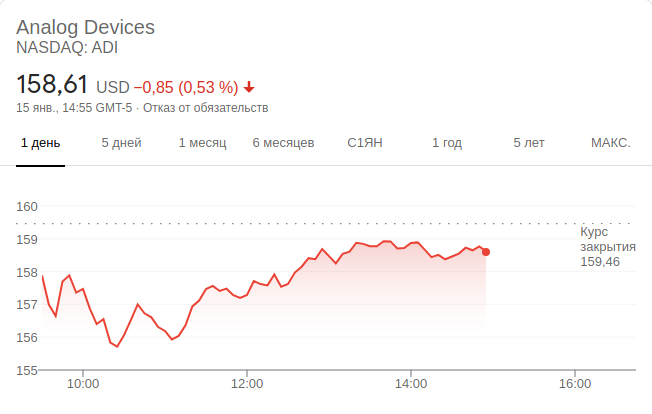 Analog Devices
NASDAQ: ADI
158,61 USD −0,85 (0,53 %)
15 янв., 14:55 GMT-5 · Отказ от обязательств
1 день 5 дней 1 месяц 6 месяцев С1ЯН 1 год 5 лет МАКС.
160
159
158
157
156
155
Курс
закрытия
159,46
10:00 12:00 14:00 16:00